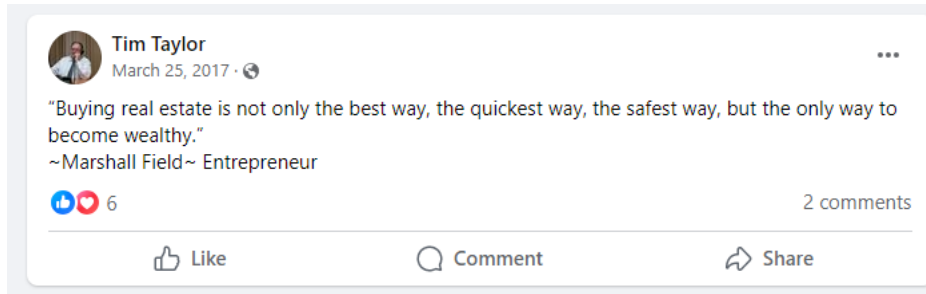 Tim Taylor
March 25, 2017 ·
“Buying real estate is not only the best way, the quickest way, the safest way, but the only way to
become wealthy.”
~Marshall Field~ Entrepreneur
6
2 comments
Like
Comment
Share